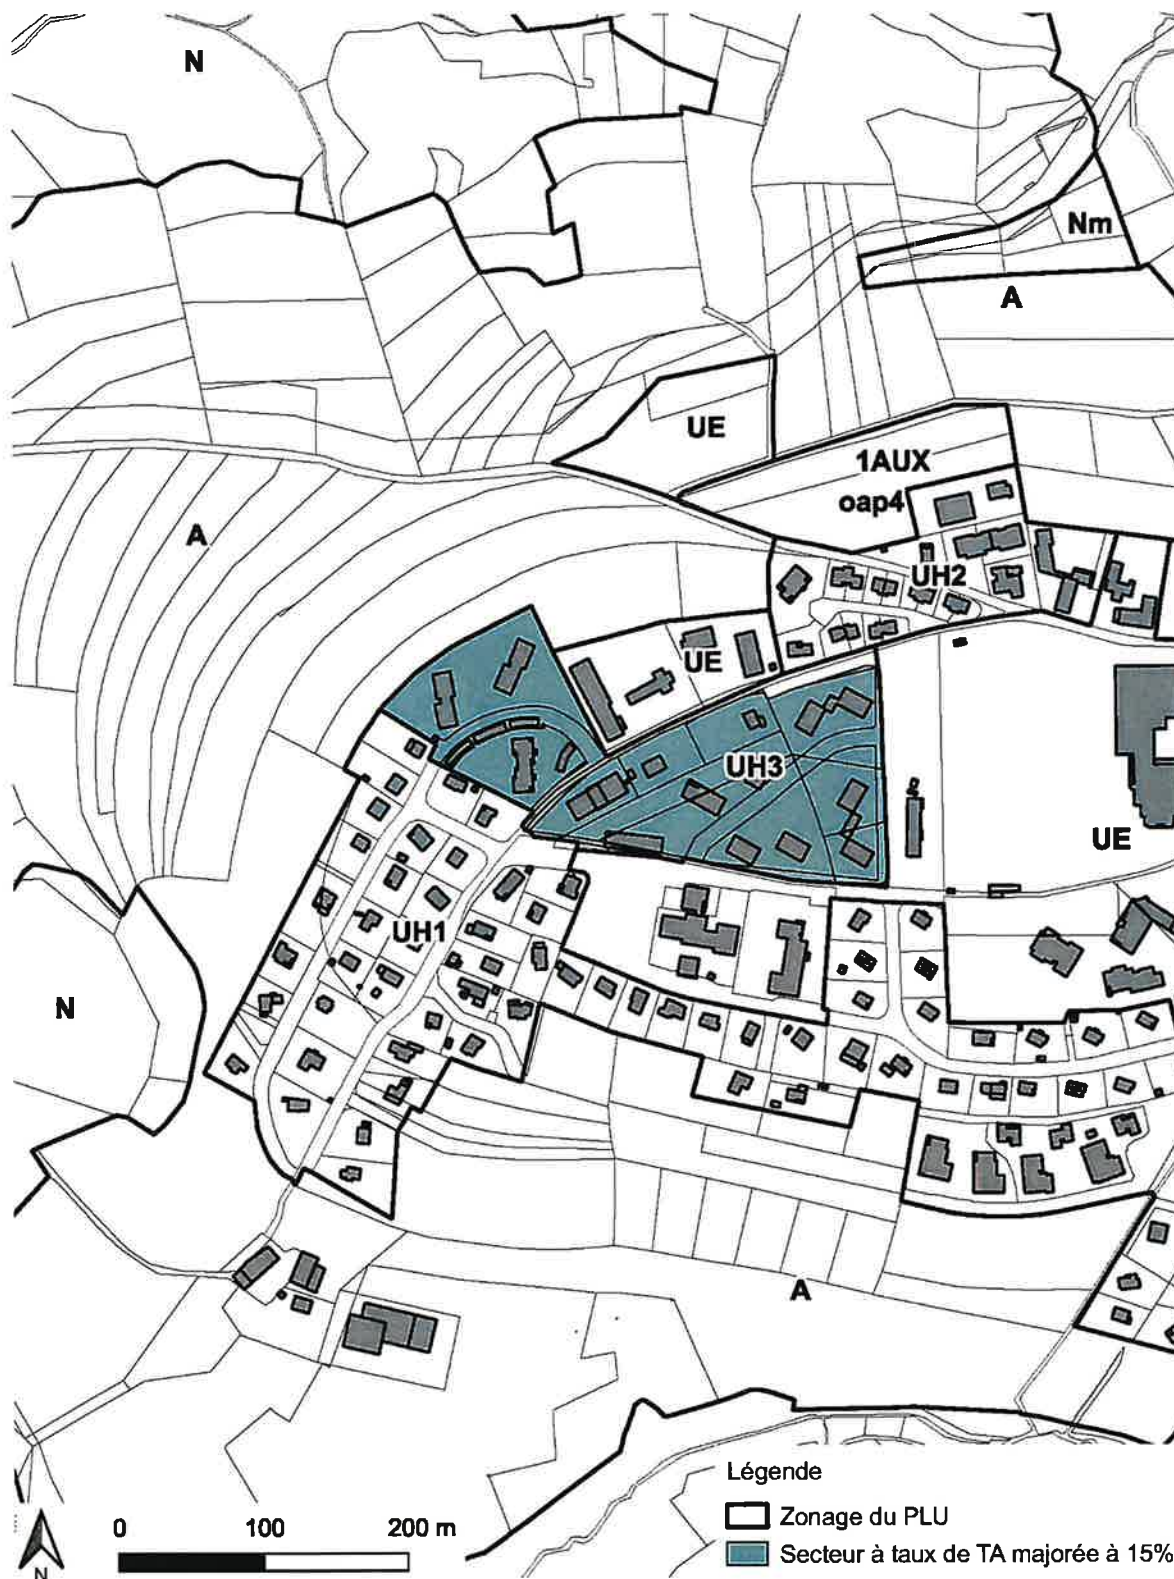 N
Nm
A
UE
1AUX
oap4
A
UH2
UE
UH3
UE
UH1
N
A
Légende
Zonage du PLU
Secteur à taux de TA majorée à 15%
0 100 200 m
N